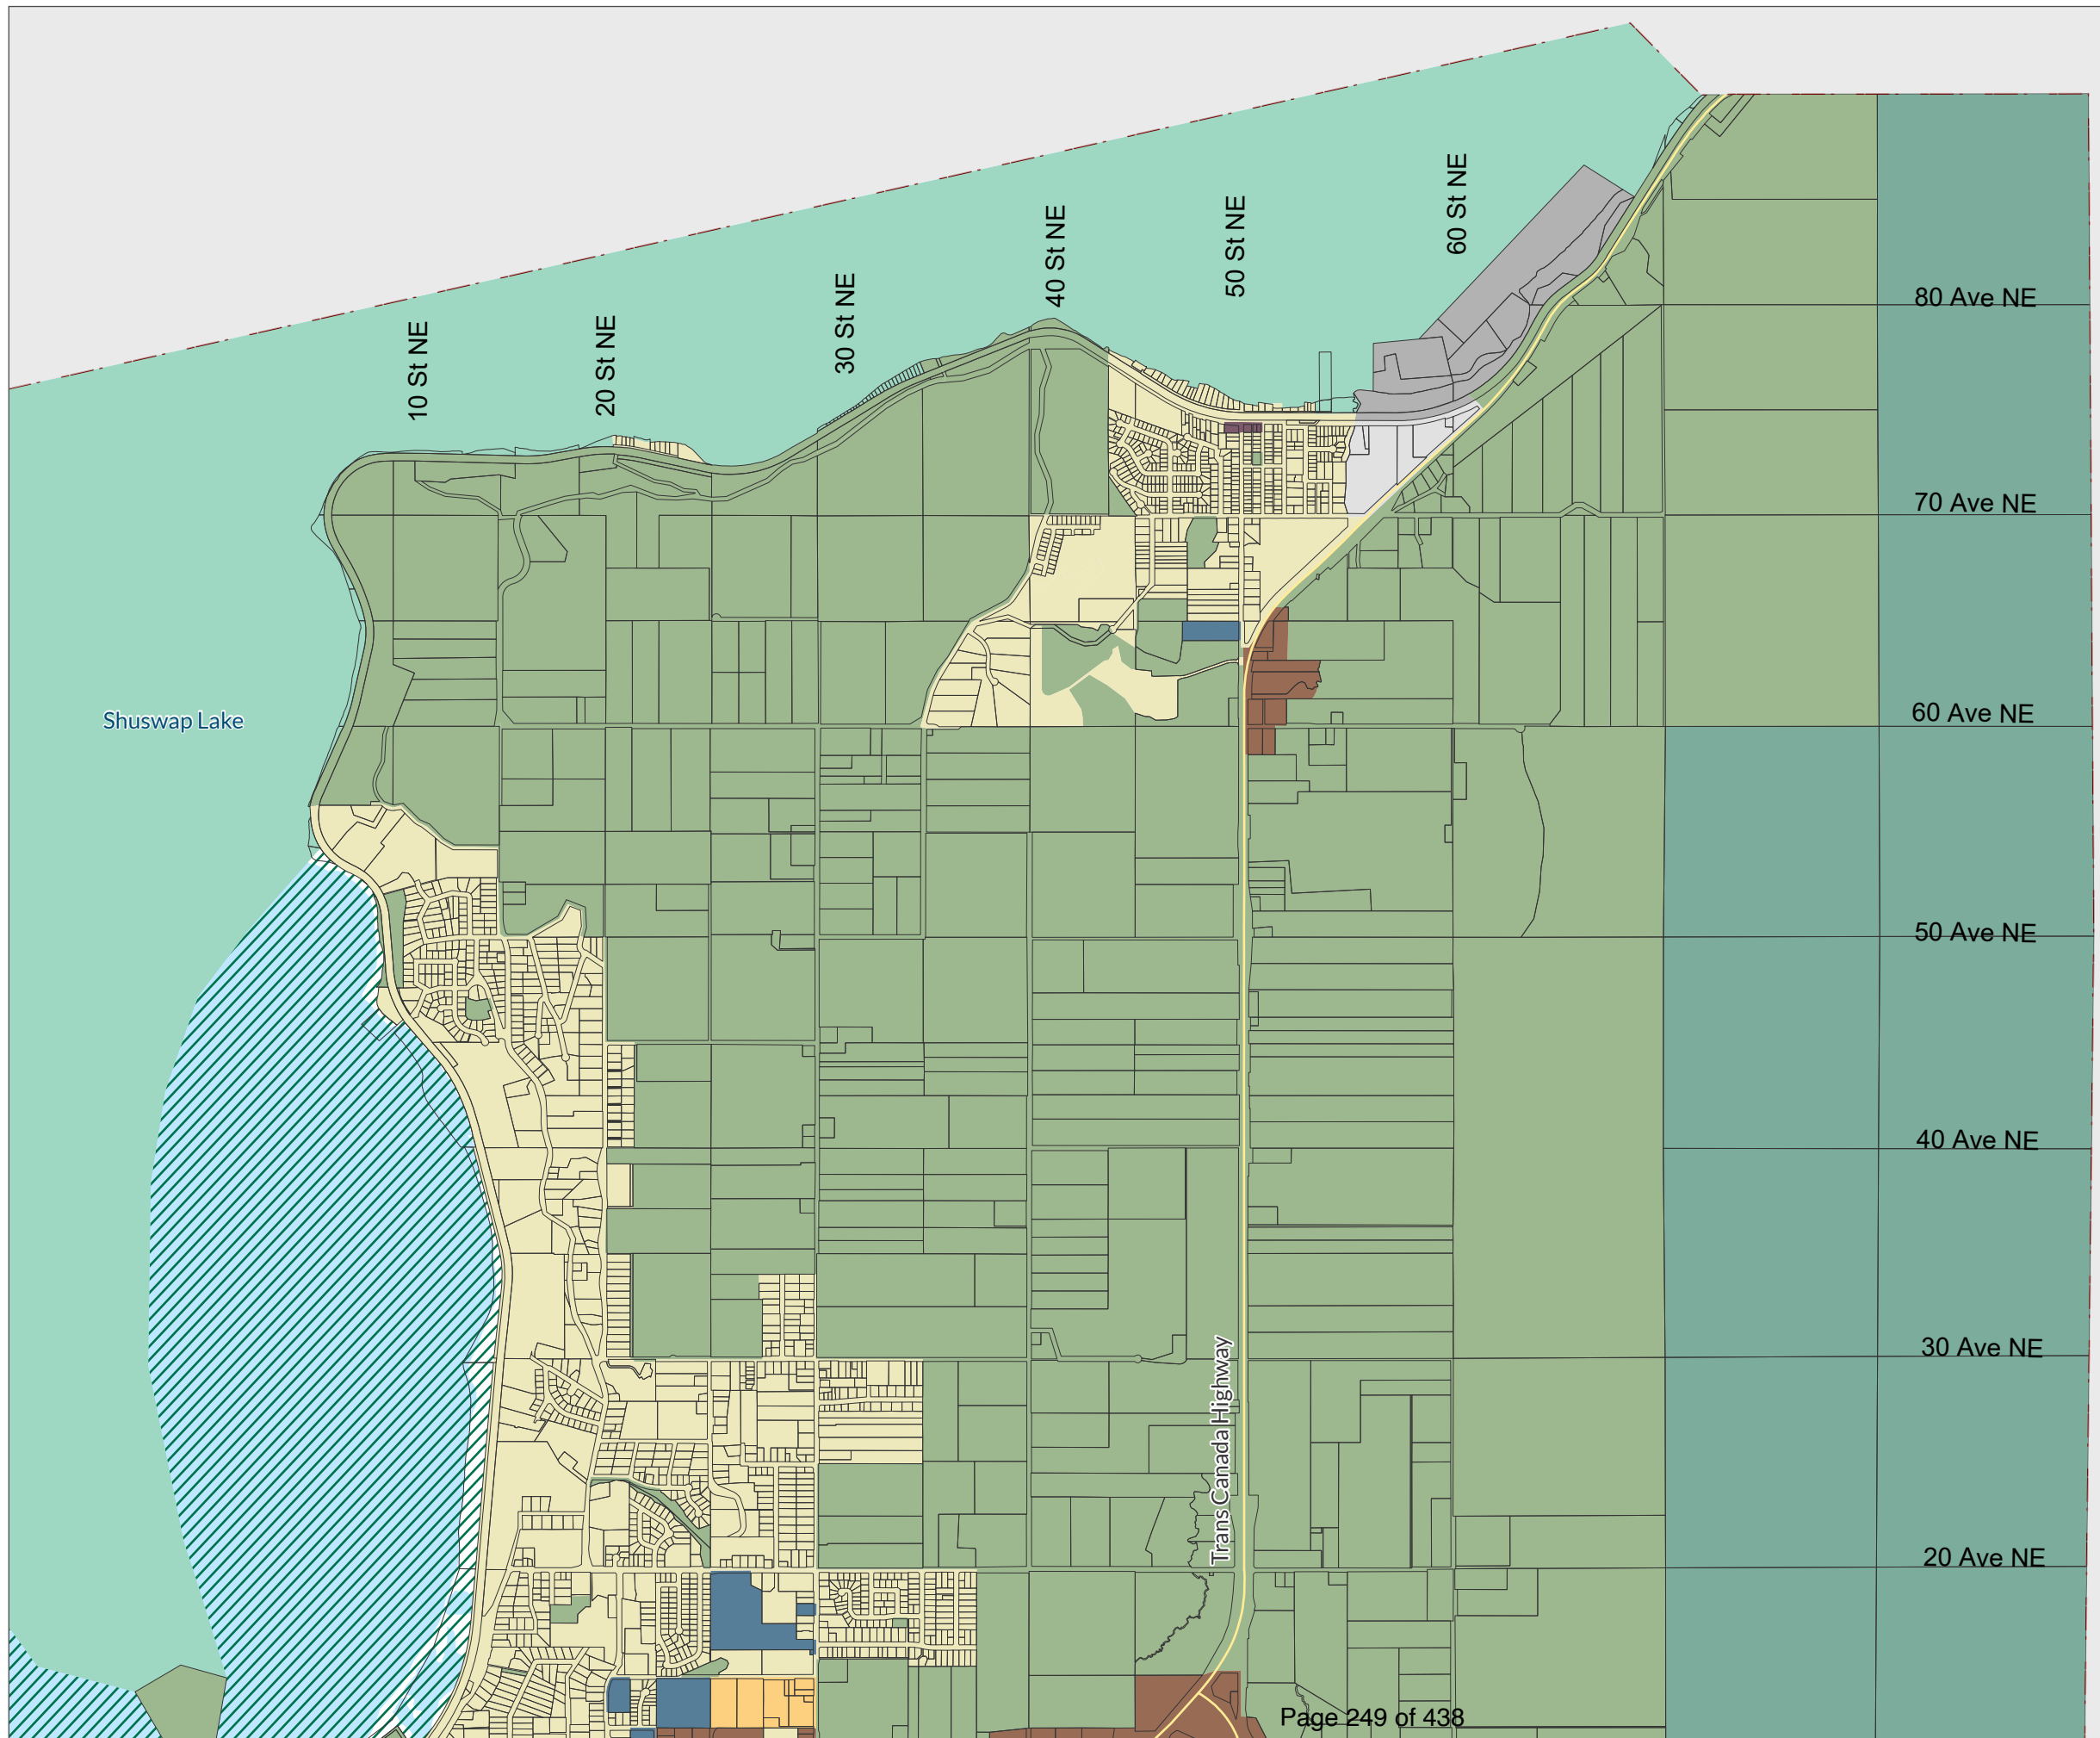 60 St NE
50 St NE
40 St NE
30 St NE
80 Ave NE
20 St NE
10 St NE
70 Ave NE
60 Ave NE
Shuswap Lake
50 Ave NE
40 Ave NE
30 Ave NE
Trans Canada Highway
20 Ave NE
Page 249 of 438